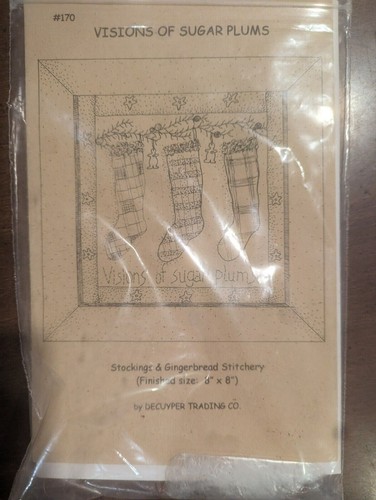 #170
VISIONS OF SUGAR PLUMS
Visions of Sugar Plums
Stockings & Gingerbread Stitchery
(Finished size: 8" x 8")
by DECUYPER TRADING CO.